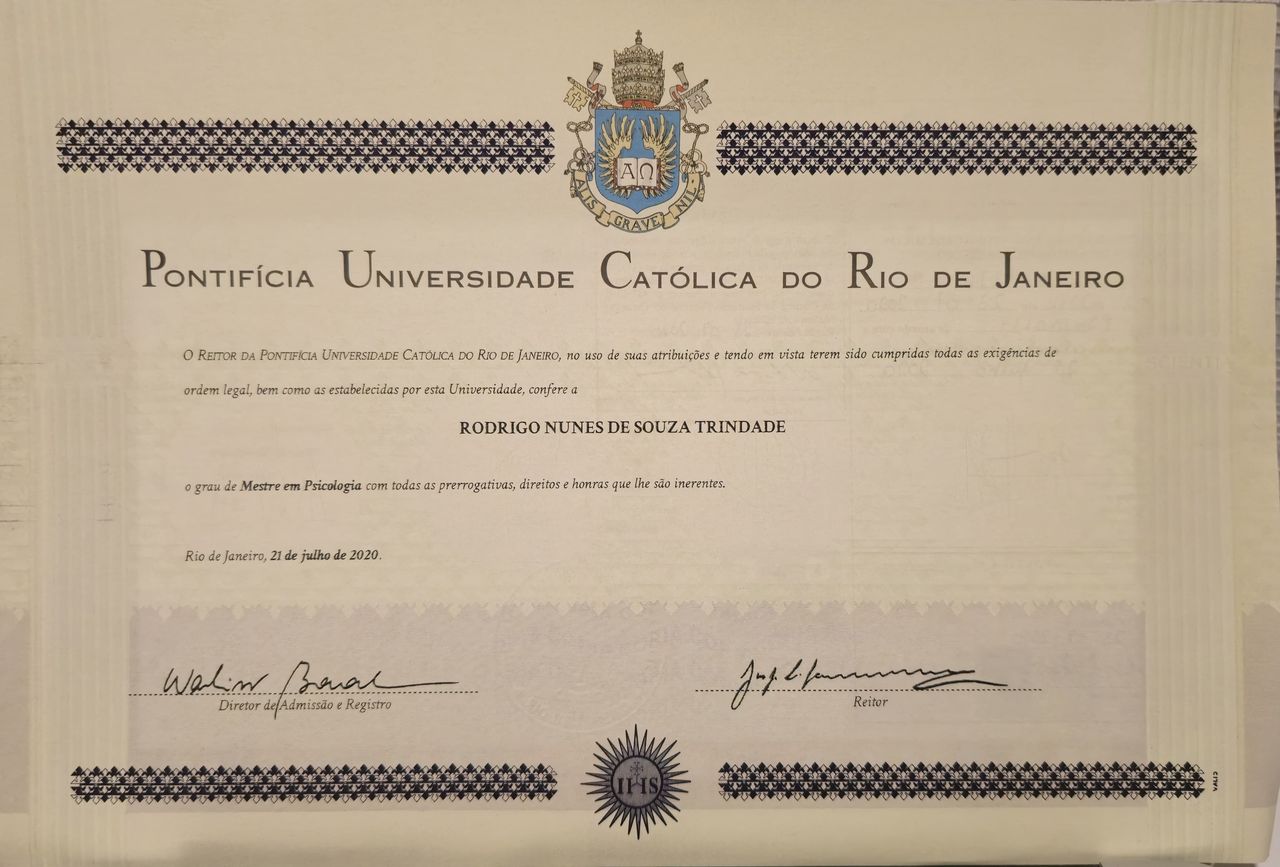 ALIS GRAVE NIL
AΩ
PONTIFÍCIA UNIVERSIDADE CATÓLICA DO RIO DE JANEIRO
O REITOR DA PONTIFÍCIA UNIVERSIDADE CATÓLICA DO RIO DE JANEIRO, no uso de suas atribuições e tendo em vista terem sido cumpridas todas as exigências de
ordem legal, bem como as estabelecidas por esta Universidade, confere a
RODRIGO NUNES DE SOUZA TRINDADE
o grau de Mestre em Psicologia com todas as prerrogativas, direitos e honras que lhe são inerentes.
Rio de Janeiro, 21 de julho de 2020.
Diretor de Admissão e Registro
Reitor
IHS